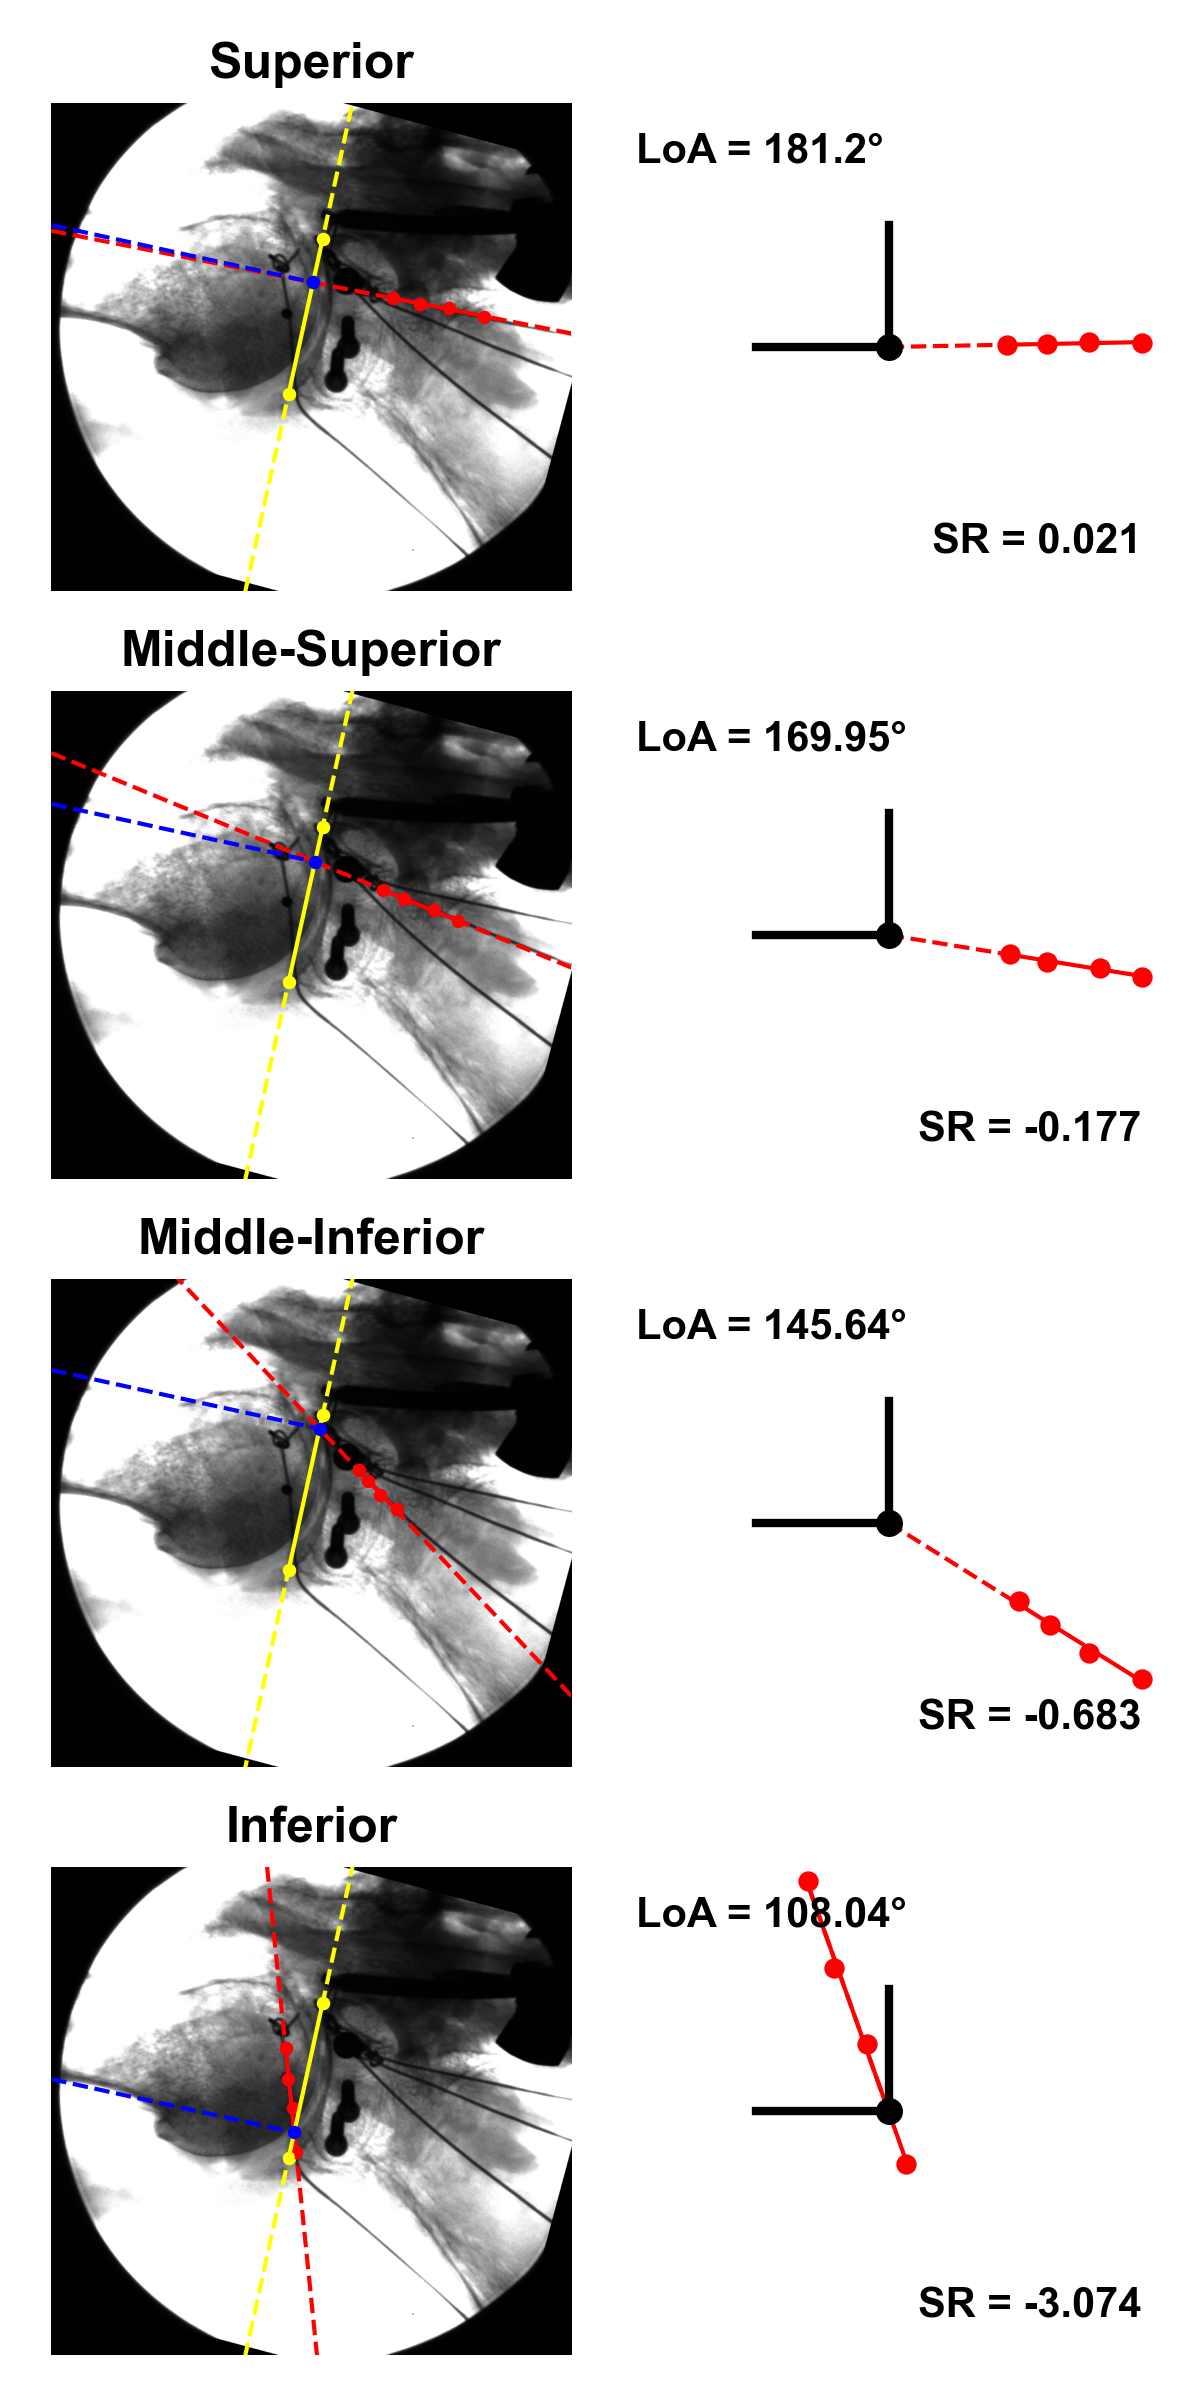 Superior
LoA = 181.2°
SR = 0.021
Middle-Superior
LoA = 169.95°
SR = -0.177
Middle-Inferior
LoA = 145.64°
SR = -0.683
Inferior
LoA = 108.04°
SR = -3.074